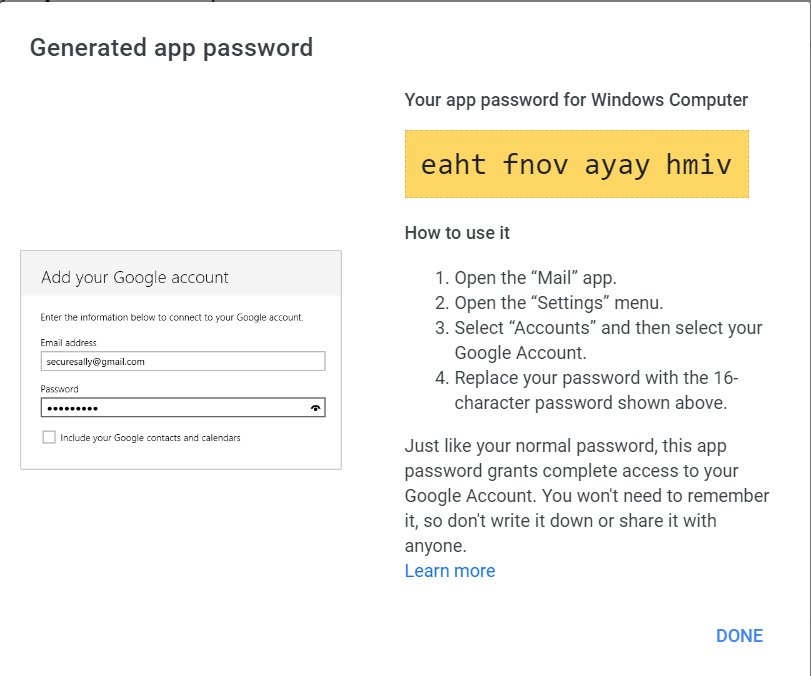 Generated app password
Your app password for Windows Computer
eaht fnov ayay hmiv
How to use it
1. Open the “Mail” app.
2. Open the “Settings” menu.
3. Select “Accounts” and then select your
Google Account.
4. Replace your password with the 16-
character password shown above.
Just like your normal password, this app
password grants complete access to your
Google Account. You won't need to remember
it, so don't write it down or share it with
anyone.
Learn more
Add your Google account
Enter the information below to connect to your Google account.
Email address
securesally@gmail.com
Password
•••••••••
Include your Google contacts and calendars
DONE